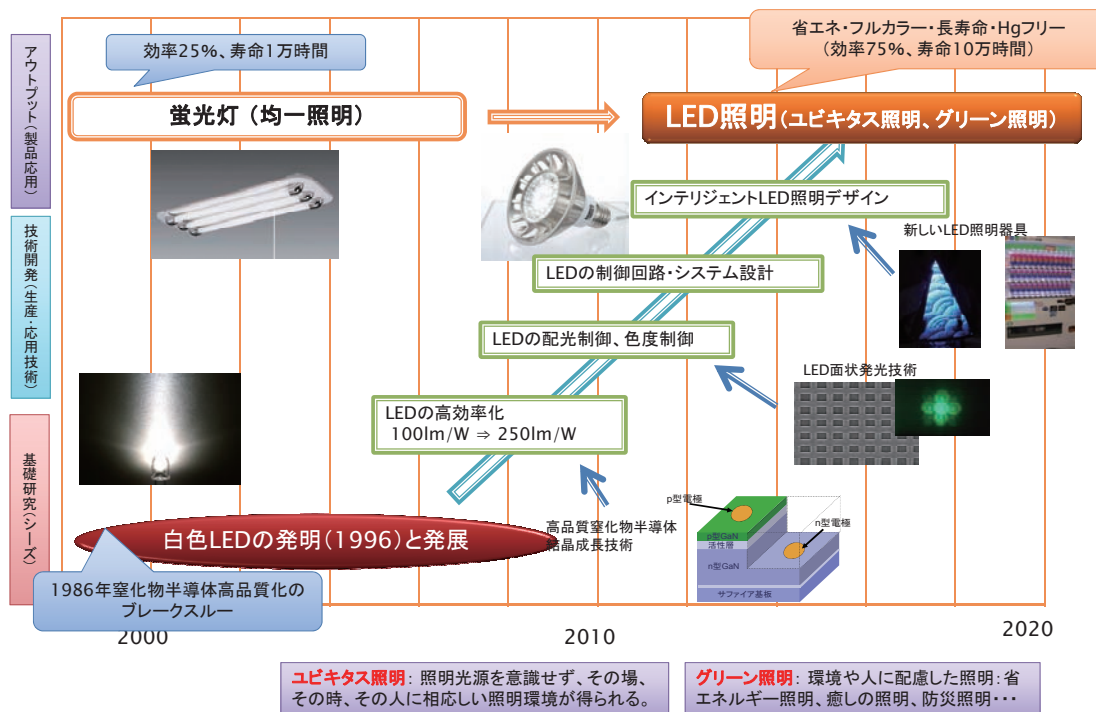 アウトプット(製品応用)
技術開発(生産・応用技術)
基礎研究(シーズ)
効率25%、寿命1万時間
省エネ・フルカラー・長寿命・Hgフリー
(効率75%、寿命10万時間)
蛍光灯 (均一照明)
LED照明(ユビキタス照明、グリーン照明)
インテリジェントLED照明デザイン
新しいLED照明器具
LEDの制御回路・システム設計
LEDの配光制御、色度制御
LED面状発光技術
LEDの高効率化
100lm/W ⇒ 250lm/W
高品質窒化物半導体
結晶成長技術
p型電極
n型電極
p型GaN
活性層
n型GaN
サファイア基板
白色LEDの発明(1996)と発展
1986年窒化物半導体高品質化の
ブレークスルー
2000
2010
2020
ユビキタス照明: 照明光源を意識せず、その場、
その時、その人に相応しい照明環境が得られる。
グリーン照明: 環境や人に配慮した照明:省
エネルギー照明、癒しの照明、防災照明・・・